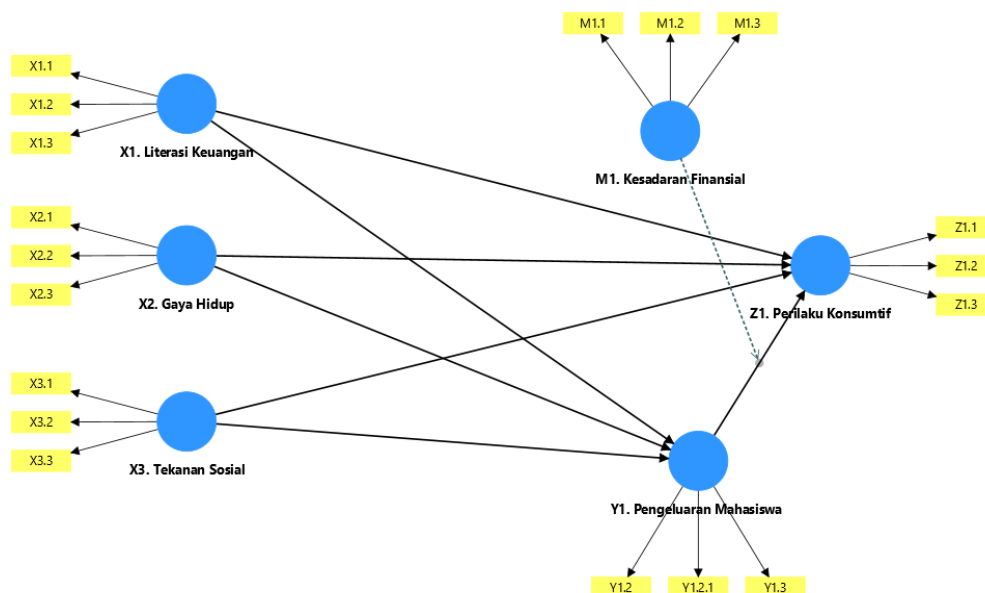 M1.1
M1.2
M1.3
X1.1
X1.2
X1.3
X1. Literasi Keuangan
M1. Kesadaran Finansial
X2.1
X2.2
X2.3
X2. Gaya Hidup
Z1.1
Z1.2
Z1.3
Z1. Perilaku Konsumtif
X3.1
X3.2
X3.3
X3. Tekanan Sosial
Y1. Pengeluaran Mahasiswa
Y1.2
Y1.2.1
Y1.3